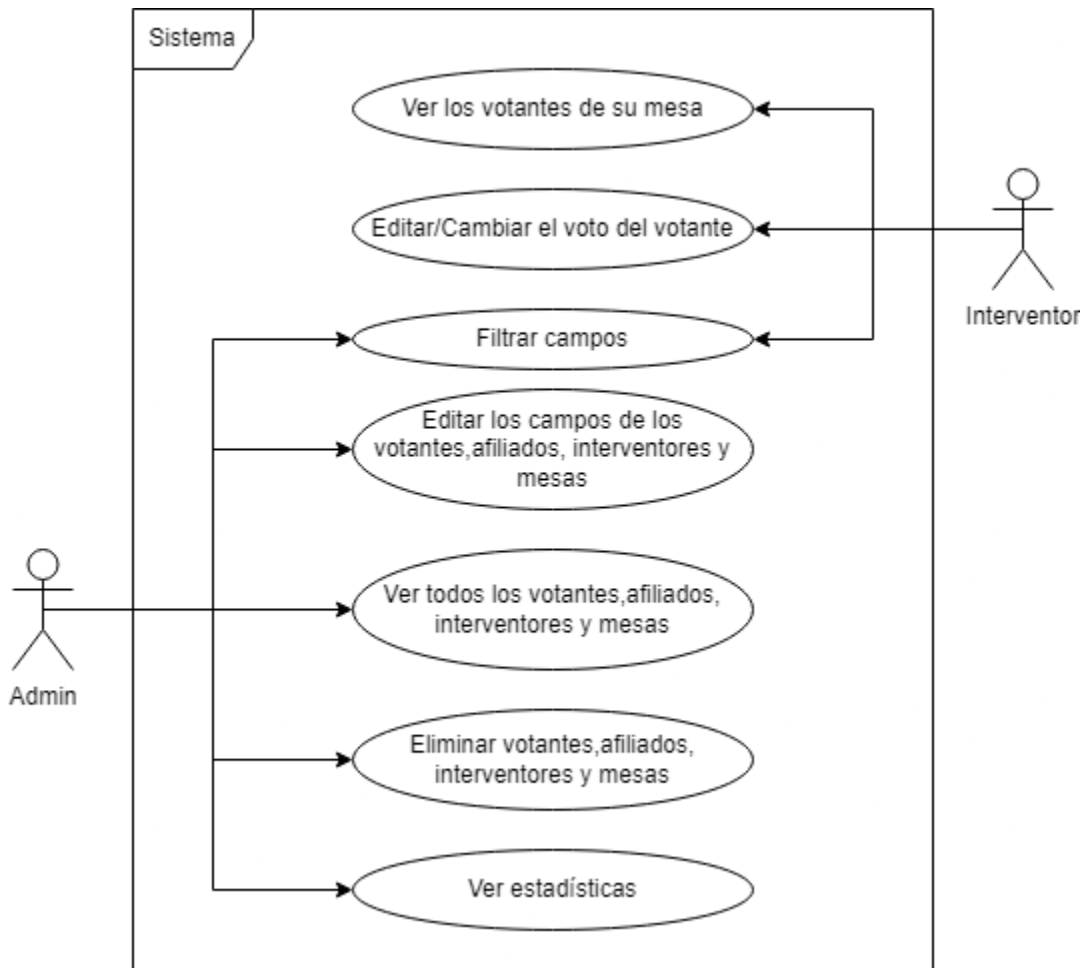 Sistema
Ver los votantes de su mesa
Editar/Cambiar el voto del votante
Interventor
Filtrar campos
Editar los campos de los
votantes,afiliados, interventores y
mesas
Ver todos los votantes,afiliados,
interventores y mesas
Admin
Eliminar votantes,afiliados,
interventores y mesas
Ver estadísticas